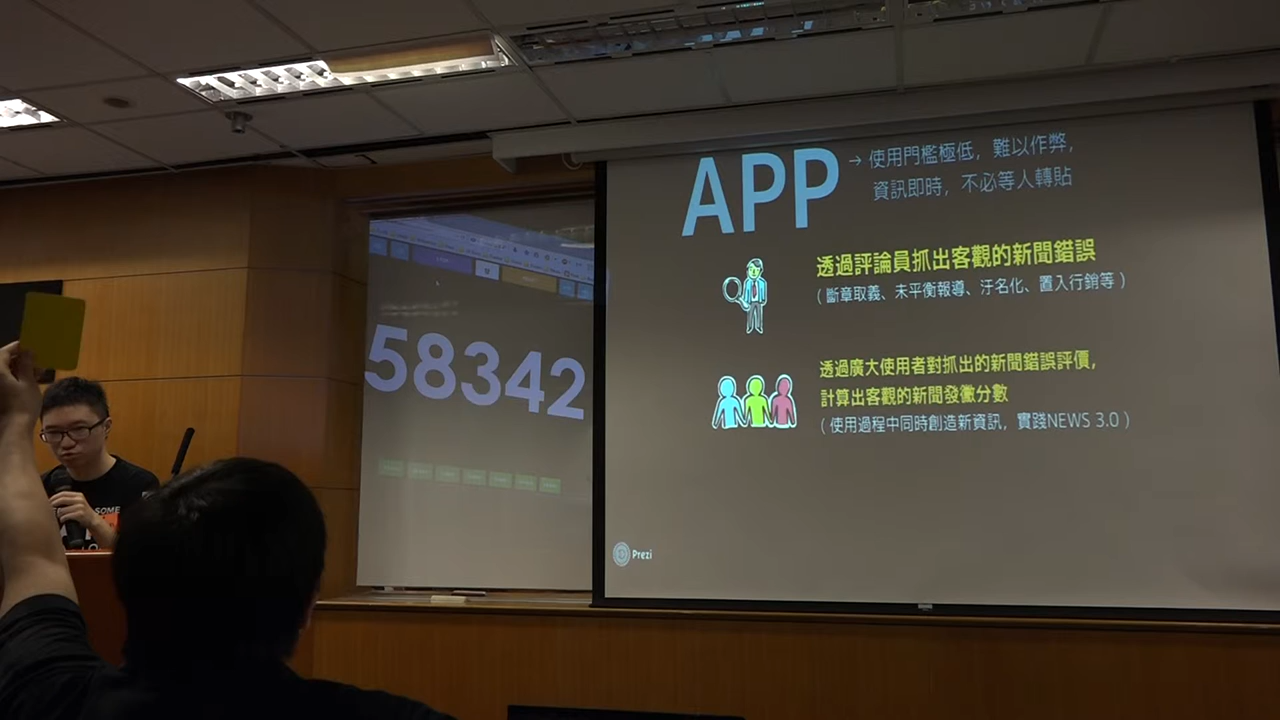 APP
→ 使用門檻極低，難以作弊，
資訊即時，不必等人轉貼
透過評論員抓出客觀的新聞錯誤
（斷章取義、未平衡報導、汙名化、置入行銷等）
透過廣大使用者對抓出的新聞錯誤評價，
計算出客觀的新聞發黴分數
（使用過程中同時創造新資訊，實踐NEWS 3.0）
Prezi
58342
SOME